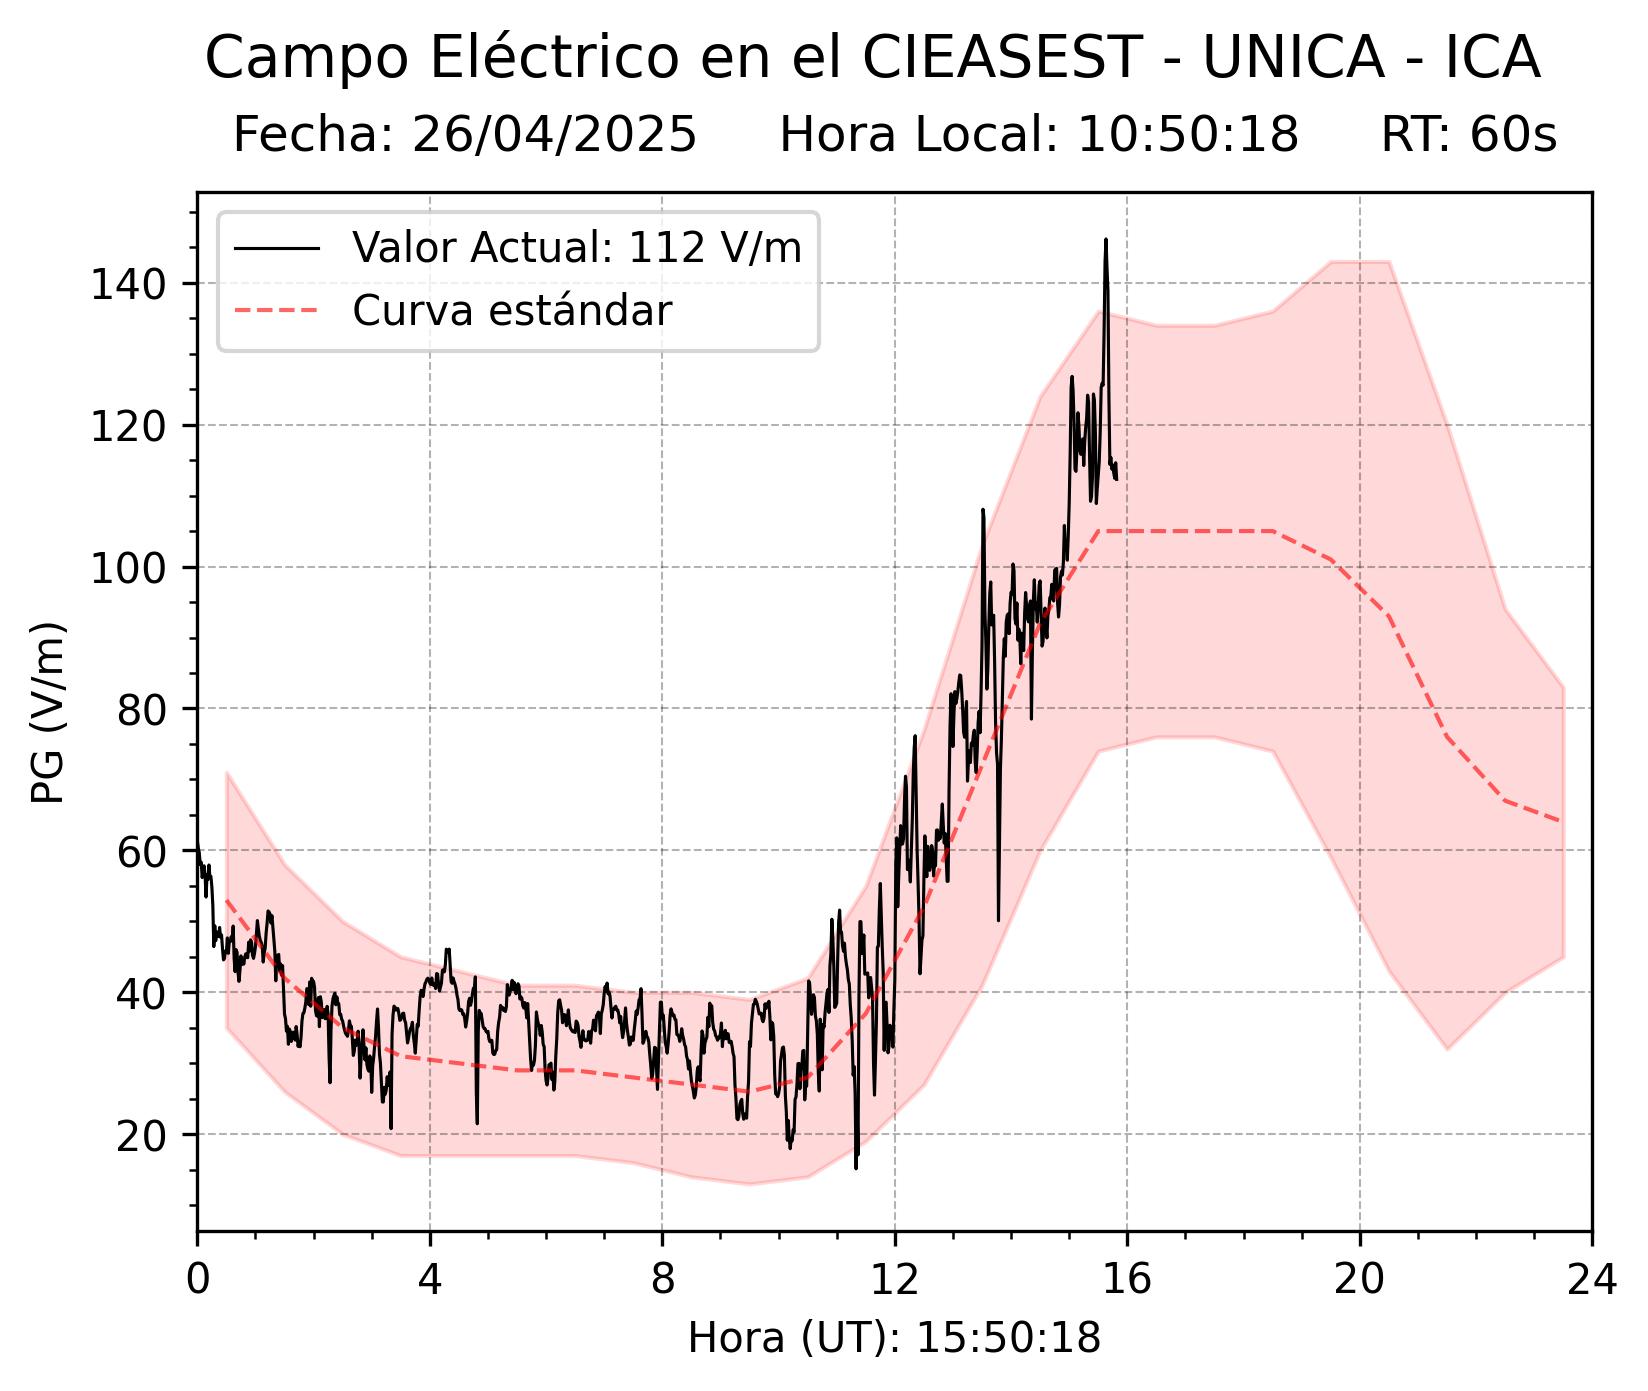 Campo Eléctrico en el CIEASEST - UNICA - ICA
Fecha: 26/04/2025 Hora Local: 10:50:18 RT: 60s
Valor Actual: 112 V/m
Curva estándar
PG (V/m)
140
120
100
80
60
40
20
0 4 8 12 16 20 24
Hora (UT): 15:50:18